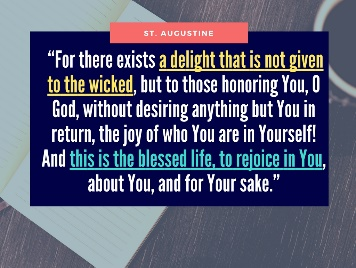 ST. AUGUSTINE
“For there exists a delight that is not given
to the wicked, but to those honoring You, O
God, without desiring anything but You in
return, the joy of who You are in Yourself!
And this is the blessed life, to rejoice in You,
about You, and for Your sake.”